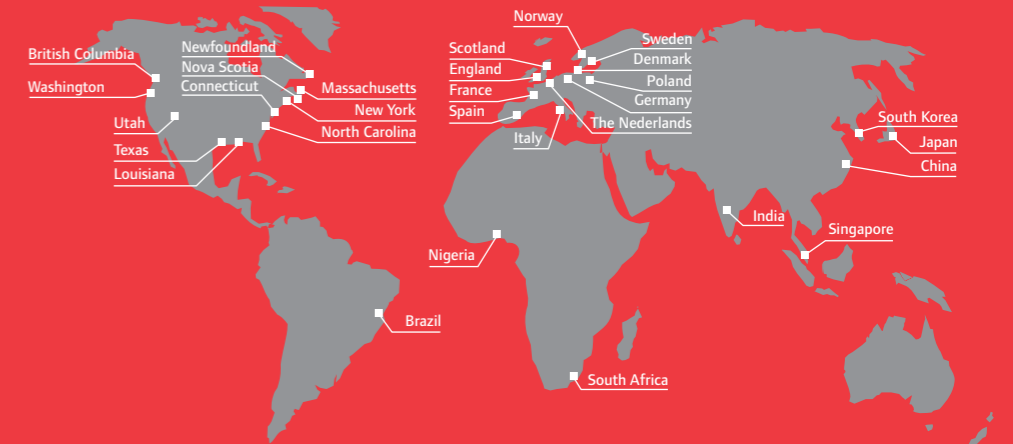 British Columbia
Washington
Utah
Texas
Louisiana
Newfoundland
Nova Scotia
Connecticut
Massachusetts
New York
North Carolina
Norway
Scotland
England
France
Spain
Italy
Sweden
Denmark
Poland
Germany
The Nederlands
South Korea
Japan
China
India
Singapore
Nigeria
Brazil
South Africa